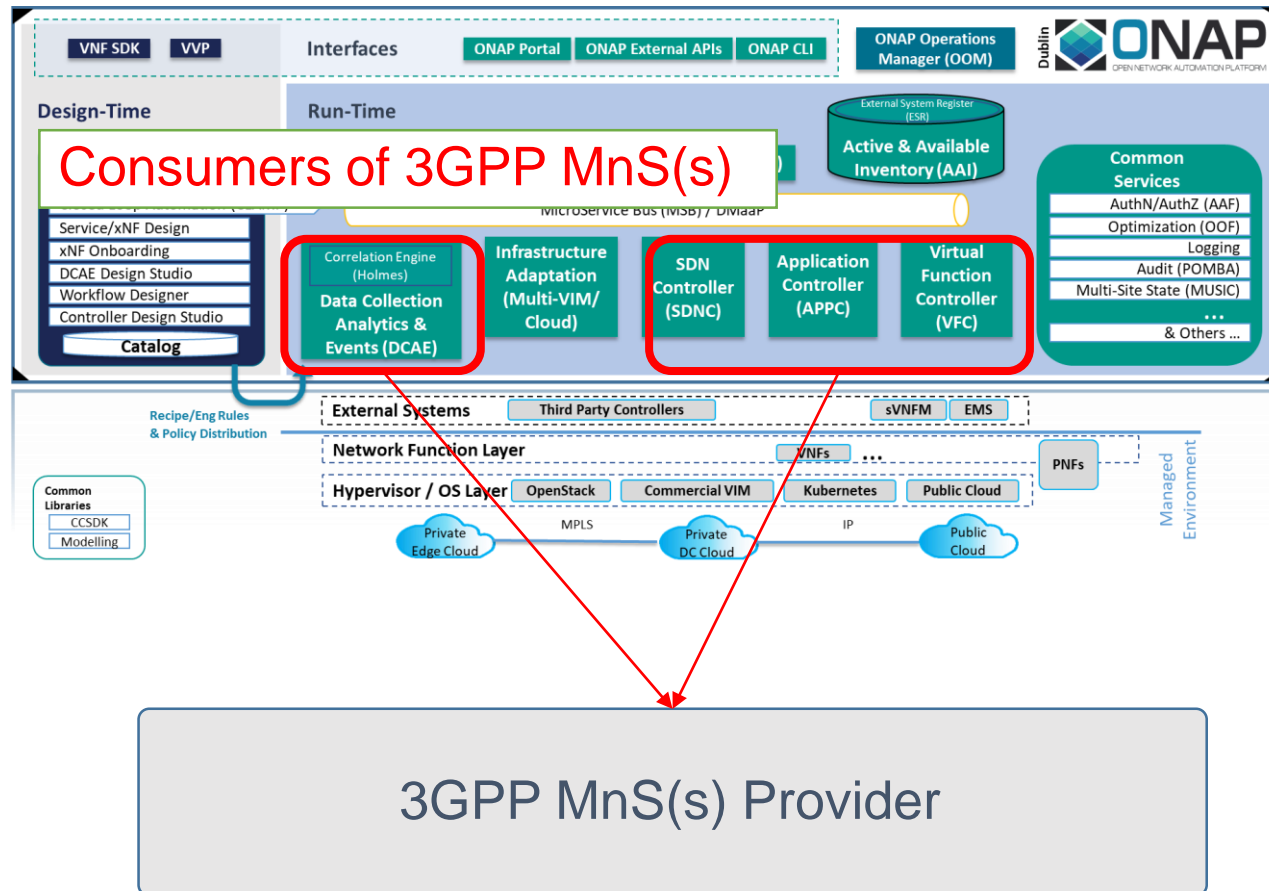 VNF SDK
VVP
Interfaces
ONAP Portal
ONAP External APIs
ONAP CLI
ONAP Operations
Manager (OOM)
Dublin
ONAP
OPEN NETWORK AUTOMATION PLATFORM
Design-Time
Run-Time
External System Register
(ESR)
Active & Available
Inventory (AAI)
Consumers of 3GPP MnS(s)
)
MicroService Bus (MSB) / DMaaP
Service/xNF Design
xNF Onboarding
DCAE Design Studio
Workflow Designer
Controller Design Studio
Catalog
Correlation Engine
(Holmes)
Data Collection
Analytics &
Events (DCAE)
Infrastructure
Adaptation
(Multi-VIM/
Cloud)
SDN
Controller
(SDNC)
Application
Controller
(APPC)
Virtual
Function
Controller
(VFC)
Common
Services
AuthN/AuthZ (AAF)
Optimization (OOF)
Logging
Audit (POMBA)
Multi-Site State (MUSIC)
...
& Others ...
Recipe/Eng Rules
& Policy Distribution
External Systems
Third Party Controllers
sVNFM
EMS
Network Function Layer
VNFs
...
PNFs
Hypervisor / OS Layer
OpenStack
Commercial VIM
Kubernetes
Public Cloud
Managed
Environment
Common
Libraries
CCSDK
Modelling
Private
Edge Cloud
MPLS
Private
DC Cloud
IP
Public
Cloud
3GPP MnS(s) Provider